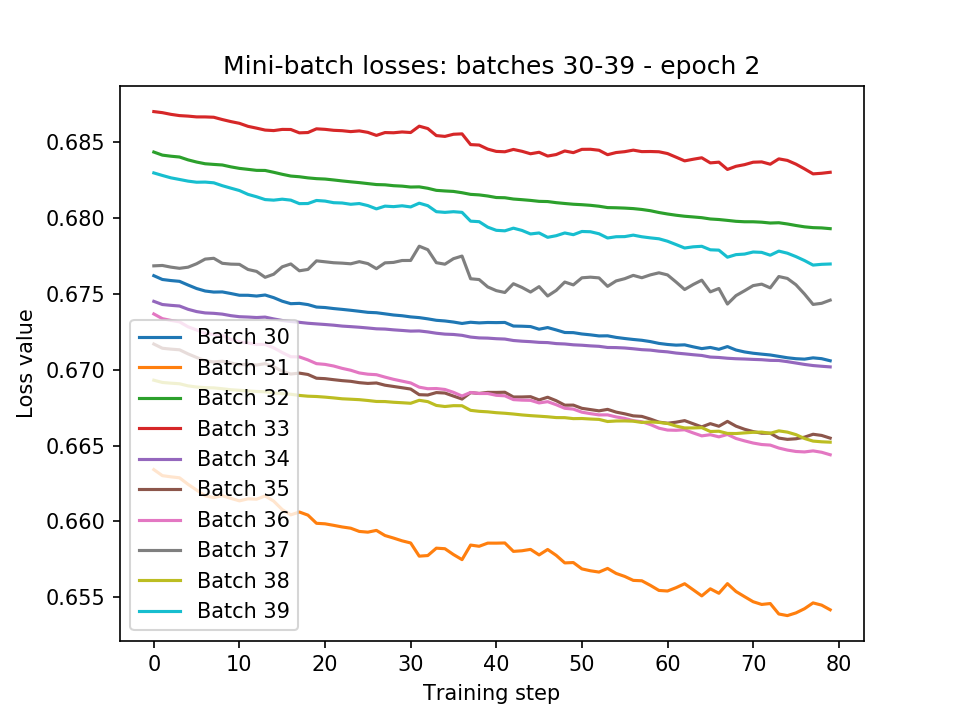 Mini-batch losses: batches 30-39 - epoch 2
Loss value
0.685
0.680
0.675
0.670
0.665
0.660
0.655
Batch 30
Batch 31
Batch 32
Batch 33
Batch 34
Batch 35
Batch 36
Batch 37
Batch 38
Batch 39
0 10 20 30 40 50 60 70 80
Training step